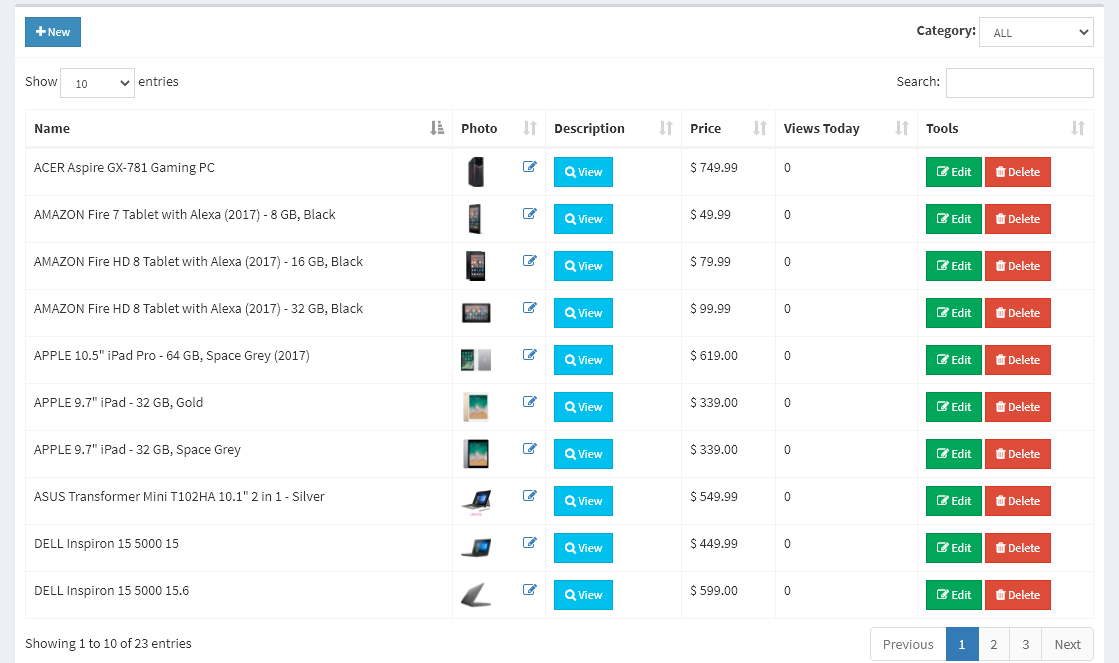 New
Category: ALL
Show 10 entries
Search:
Name Photo Description Price Views Today Tools
ACER Aspire GX-781 Gaming PC View $ 749.99 0 Edit Delete
AMAZON Fire 7 Tablet with Alexa (2017) - 8 GB, Black View $ 49.99 0 Edit Delete
AMAZON Fire HD 8 Tablet with Alexa (2017) - 16 GB, Black View $ 79.99 0 Edit Delete
AMAZON Fire HD 8 Tablet with Alexa (2017) - 32 GB, Black View $ 99.99 0 Edit Delete
APPLE 10.5" iPad Pro - 64 GB, Space Grey (2017) View $ 619.00 0 Edit Delete
APPLE 9.7" iPad - 32 GB, Gold View $ 339.00 0 Edit Delete
APPLE 9.7" iPad - 32 GB, Space Grey View $ 339.00 0 Edit Delete
ASUS Transformer Mini T102HA 10.1" 2 in 1 - Silver View $ 549.99 0 Edit Delete
DELL Inspiron 15 5000 15 View $ 449.99 0 Edit Delete
DELL Inspiron 15 5000 15.6 View $ 599.00 0 Edit Delete
Showing 1 to 10 of 23 entries
Previous 1 2 3 Next